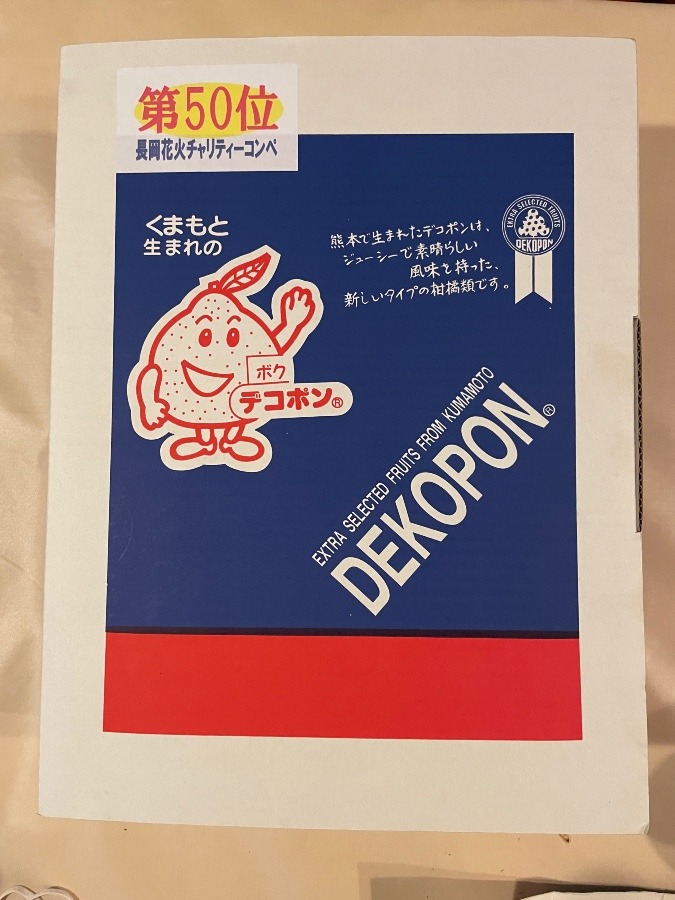 第50位
長岡花火チャリティーコンペ
くまもと
生まれの
熊本で生まれたデコポンは、
ジューシーで素晴らしい
風味を持った、
新しいタイプの柑橘類です。
EXTRA SELECTED FRUITS
DEKOPON
ボク
デコポン®
EXTRA SELECTED FRUITS FROM KUMAMOTO
DEKOPON®